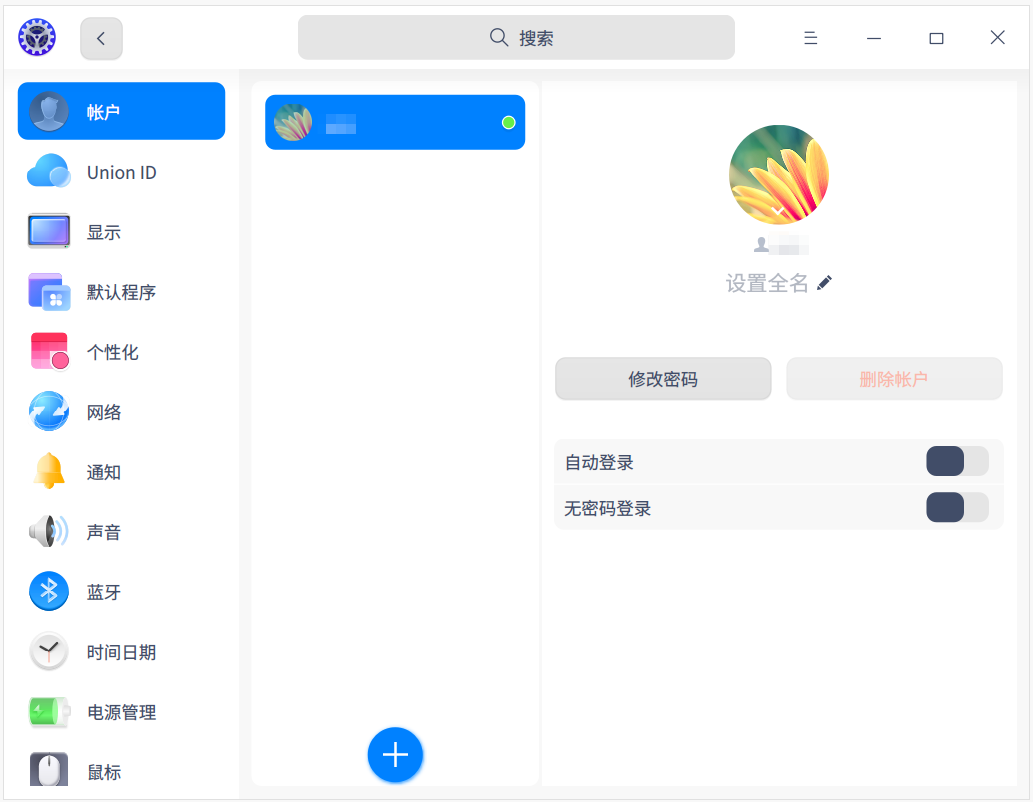 搜索
帐户
Union ID
显示
默认程序
个性化
网络
通知
声音
蓝牙
时间日期
电源管理
鼠标
设置全名
修改密码
删除帐户
自动登录
无密码登录